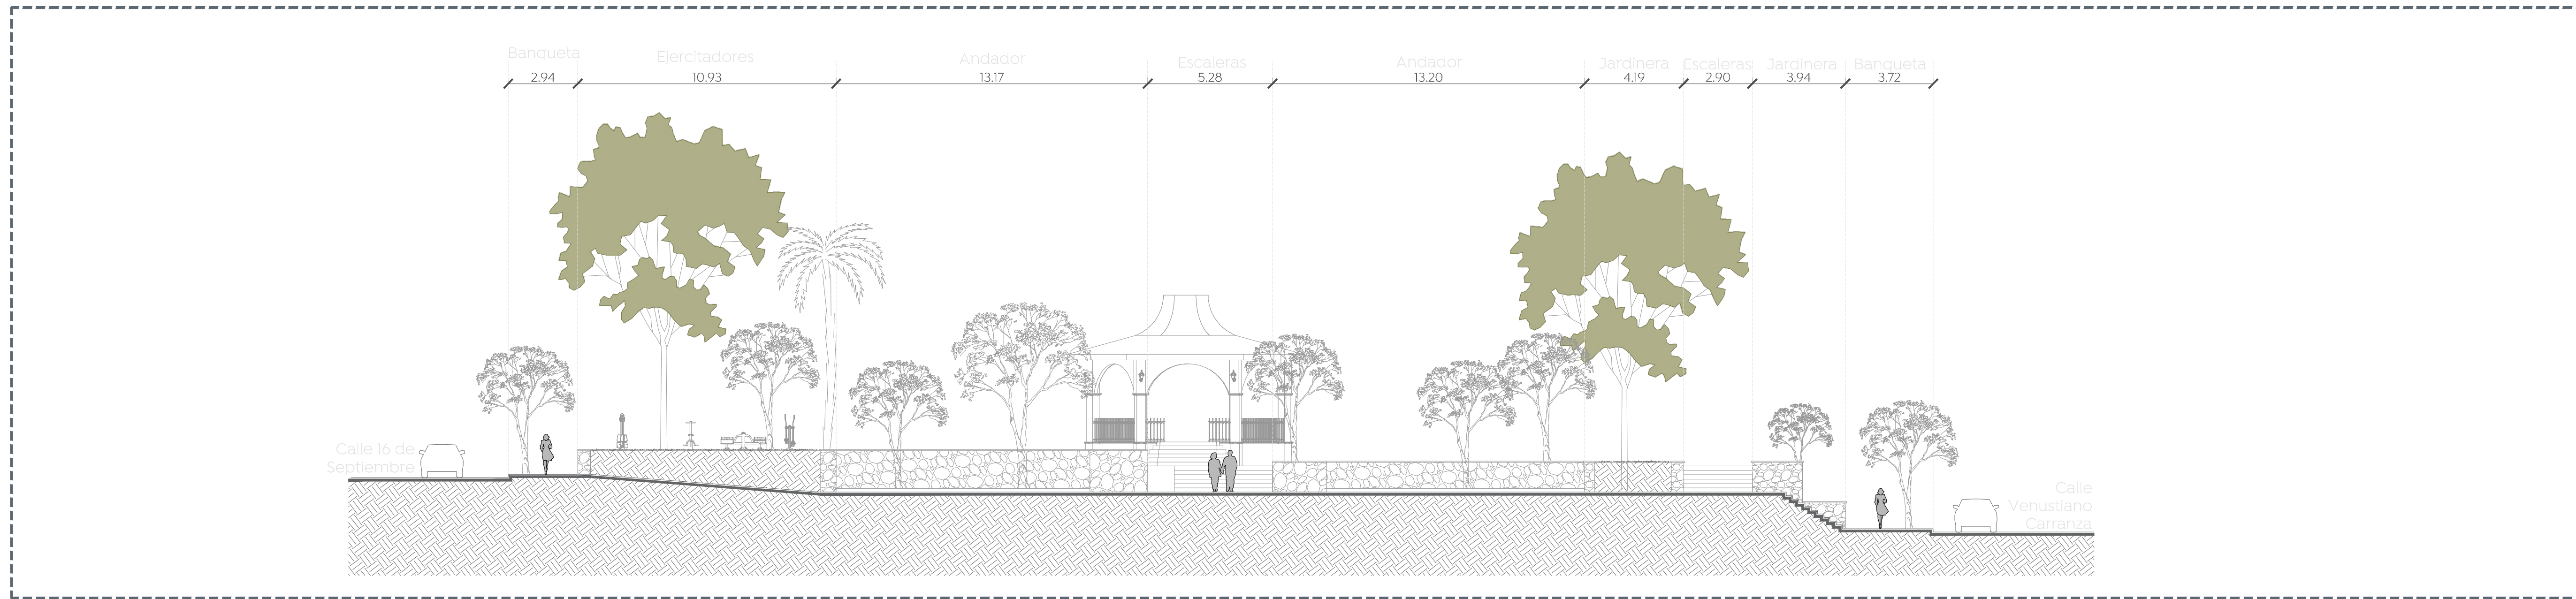 Banqueta
2.94
Ejercitadores
10.93
Andador
13.17
Escaleras
5.28
Andador
13.20
Jardinera
4.19
Escaleras
2.90
Jardinera
3.94
Banqueta
3.72
Calle 16 de
Septiembre
Calle
Venustiano
Carranza